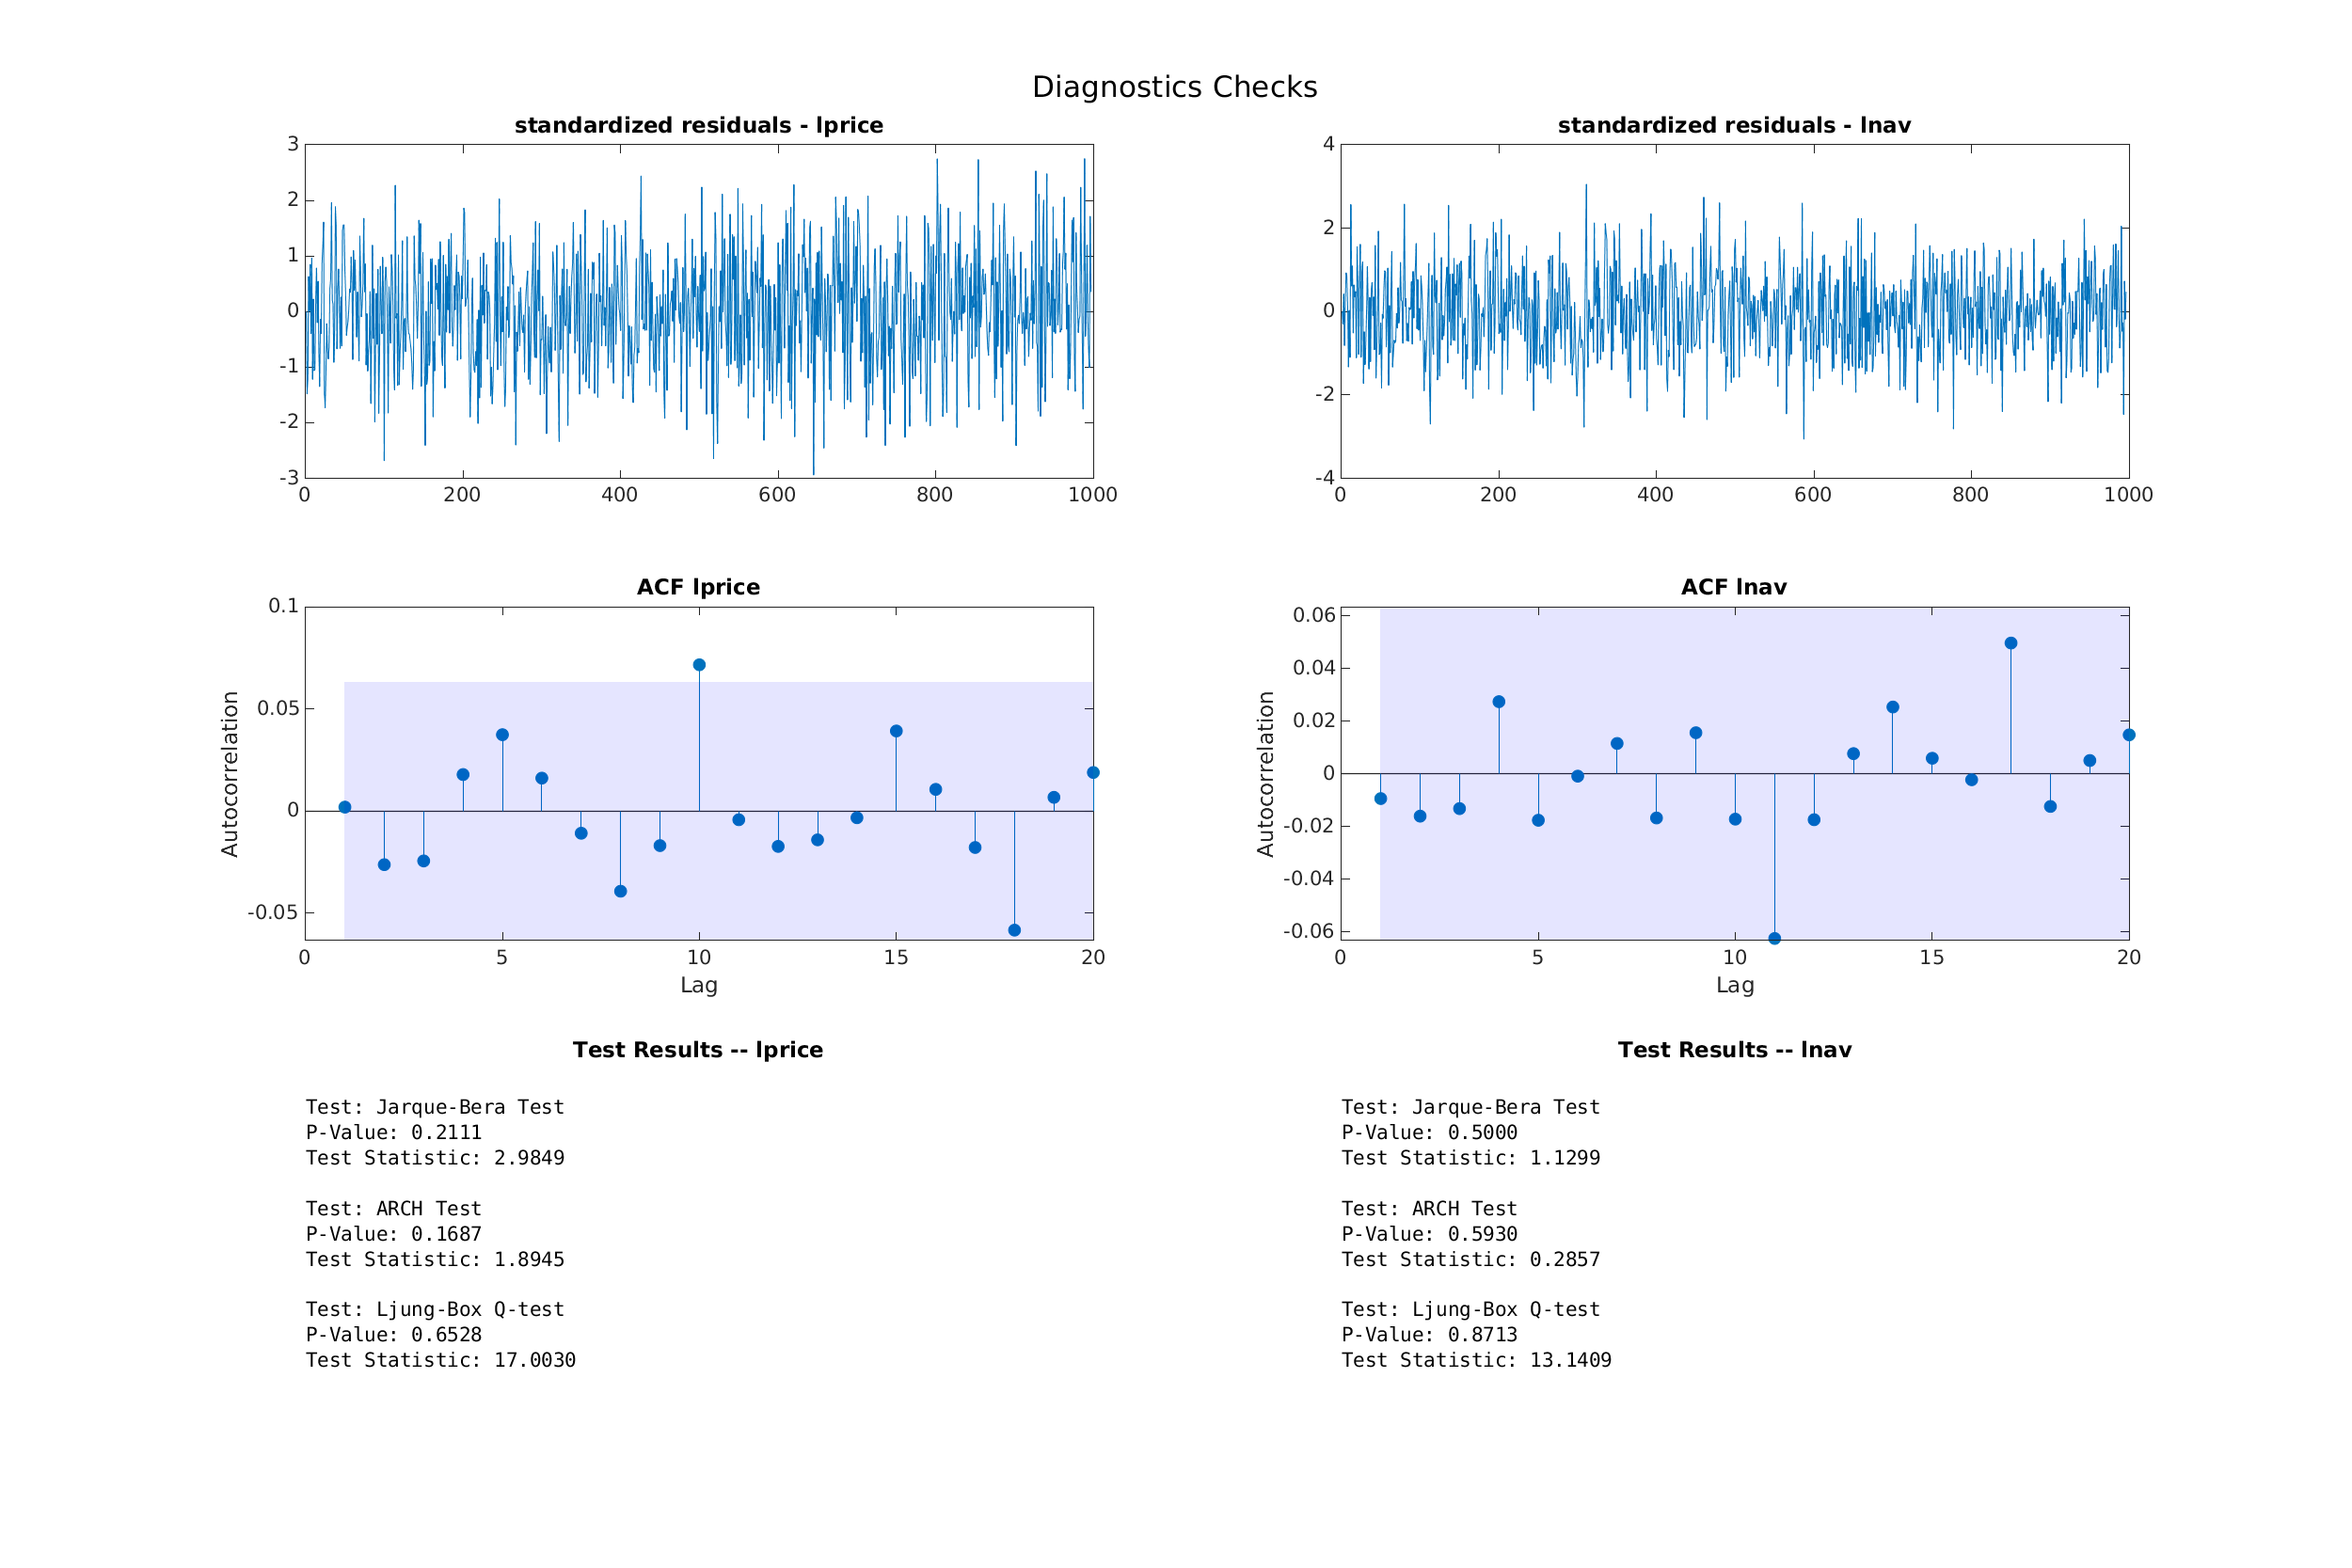 Diagnostics Checks
standardized residuals - lprice
3
2
1
0
-1
-2
-3
0 200 400 600 800 1000
standardized residuals - lnav
4
2
0
-2
-4
0 200 400 600 800 1000
ACF lprice
0.1
0.05
0
-0.05
Autocorrelation
0 5 10 15 20
Lag
ACF lnav
0.06
0.04
0.02
0
-0.02
-0.04
-0.06
Autocorrelation
0 5 10 15 20
Lag
Test Results -- lprice
Test: Jarque-Bera Test
P-Value: 0.2111
Test Statistic: 2.9849
Test: ARCH Test
P-Value: 0.1687
Test Statistic: 1.8945
Test: Ljung-Box Q-test
P-Value: 0.6528
Test Statistic: 17.0030
Test Results -- lnav
Test: Jarque-Bera Test
P-Value: 0.5000
Test Statistic: 1.1299
Test: ARCH Test
P-Value: 0.5930
Test Statistic: 0.2857
Test: Ljung-Box Q-test
P-Value: 0.8713
Test Statistic: 13.1409